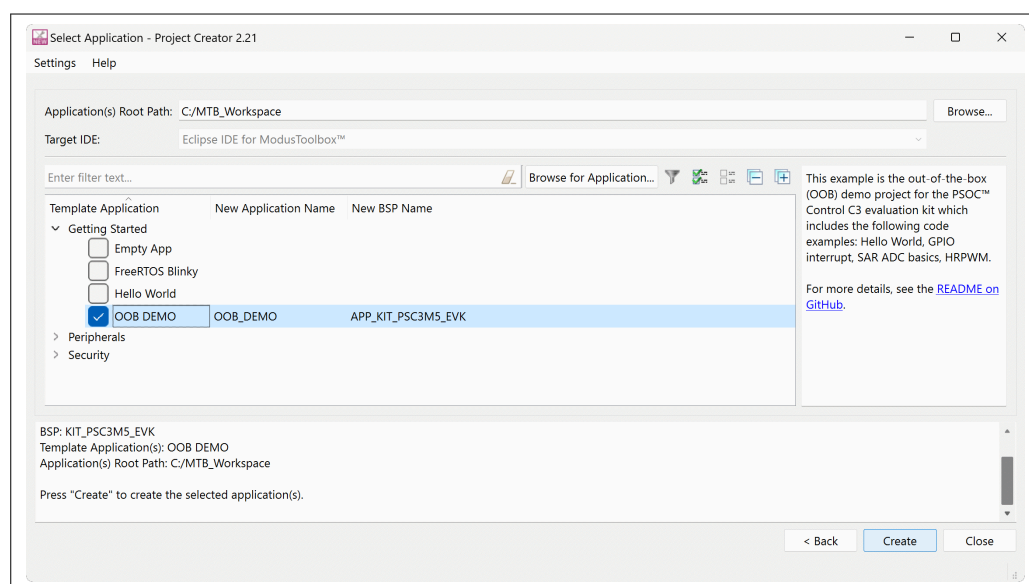 Select Application - Project Creator 2.21
Settings Help
Application(s) Root Path: C:/MTB_Workspace Browse...
Target IDE: Eclipse IDE for ModusToolbox™
Enter filter text... Browse for Application...
Template Application New Application Name New BSP Name
Getting Started
Empty App
FreeRTOS Blinky
Hello World
OOB DEMO OOB_DEMO APP_KIT_PSC3M5_EVK
Peripherals
Security
This example is the out-of-the-box
(OOB) demo project for the PSOC™
Control C3 evaluation kit which
includes the following code
examples: Hello World, GPIO
interrupt, SAR ADC basics, HRPWM.
For more details, see the README on
GitHub.
BSP: KIT_PSC3M5_EVK
Template Application(s): OOB DEMO
Application(s) Root Path: C:/MTB_Workspace
Press "Create" to create the selected application(s).
< Back Create Close